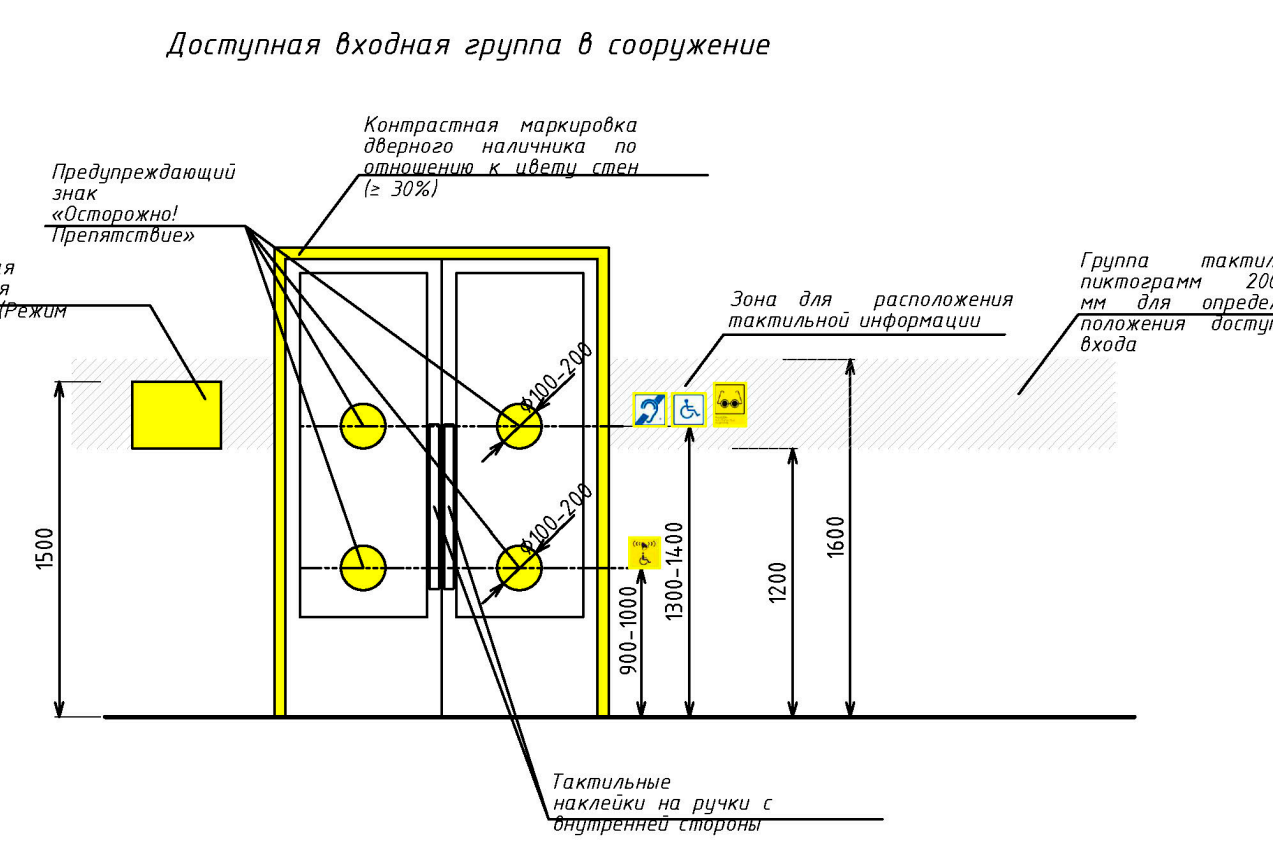 Доступная входная группа в сооружение
Контрастная маркировка
дверного наличника по
отношению к цвету стен
(≥ 30%)
Предупреждающий
знак
«Осторожно!
Препятствие»
(Режим
Зона для расположения
тактильной информации
Группа
пиктограмм
мм для
положения
входа
ϕ100-200
ϕ100-200
1500
900-1000
1300-1400
1200
1600
Тактильные
наклейки на ручки с
внутренней стороны